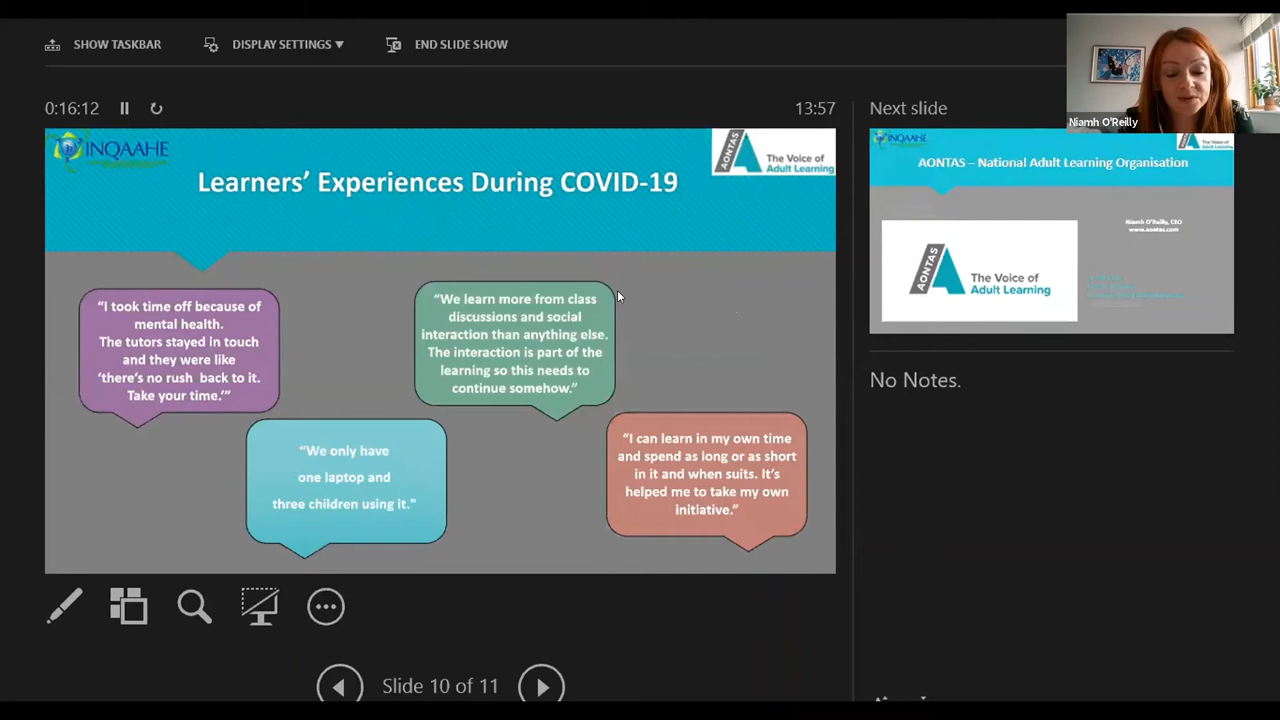 SHOW TASKBAR
DISPLAY SETTINGS ▼
END SLIDE SHOW
Niamh O'Reilly
0:16:12
13:57
Next slide
INQAAHE
AONTAS
The Voice of
Adult Learning
Learners' Experiences During COVID-19
"I took time off because of
mental health.
The tutors stayed in touch
and they were like
'there's no rush back to it.
Take your time.'"
"We learn more from class
discussions and social
interaction than anything else.
The interaction is part of the
learning so this needs to
continue somehow."
"We only have
one laptop and
three children using it."
"I can learn in my own time
and spend as long or as short
in it and when suits. It's
helped me to take my own
initiative."
INQAAHE
AONTAS – National Adult Learning Organisation
Niamh O'Reilly, CEO
www.aontas.com
AONTAS
The Voice of
Adult Learning
No Notes.
Slide 10 of 11